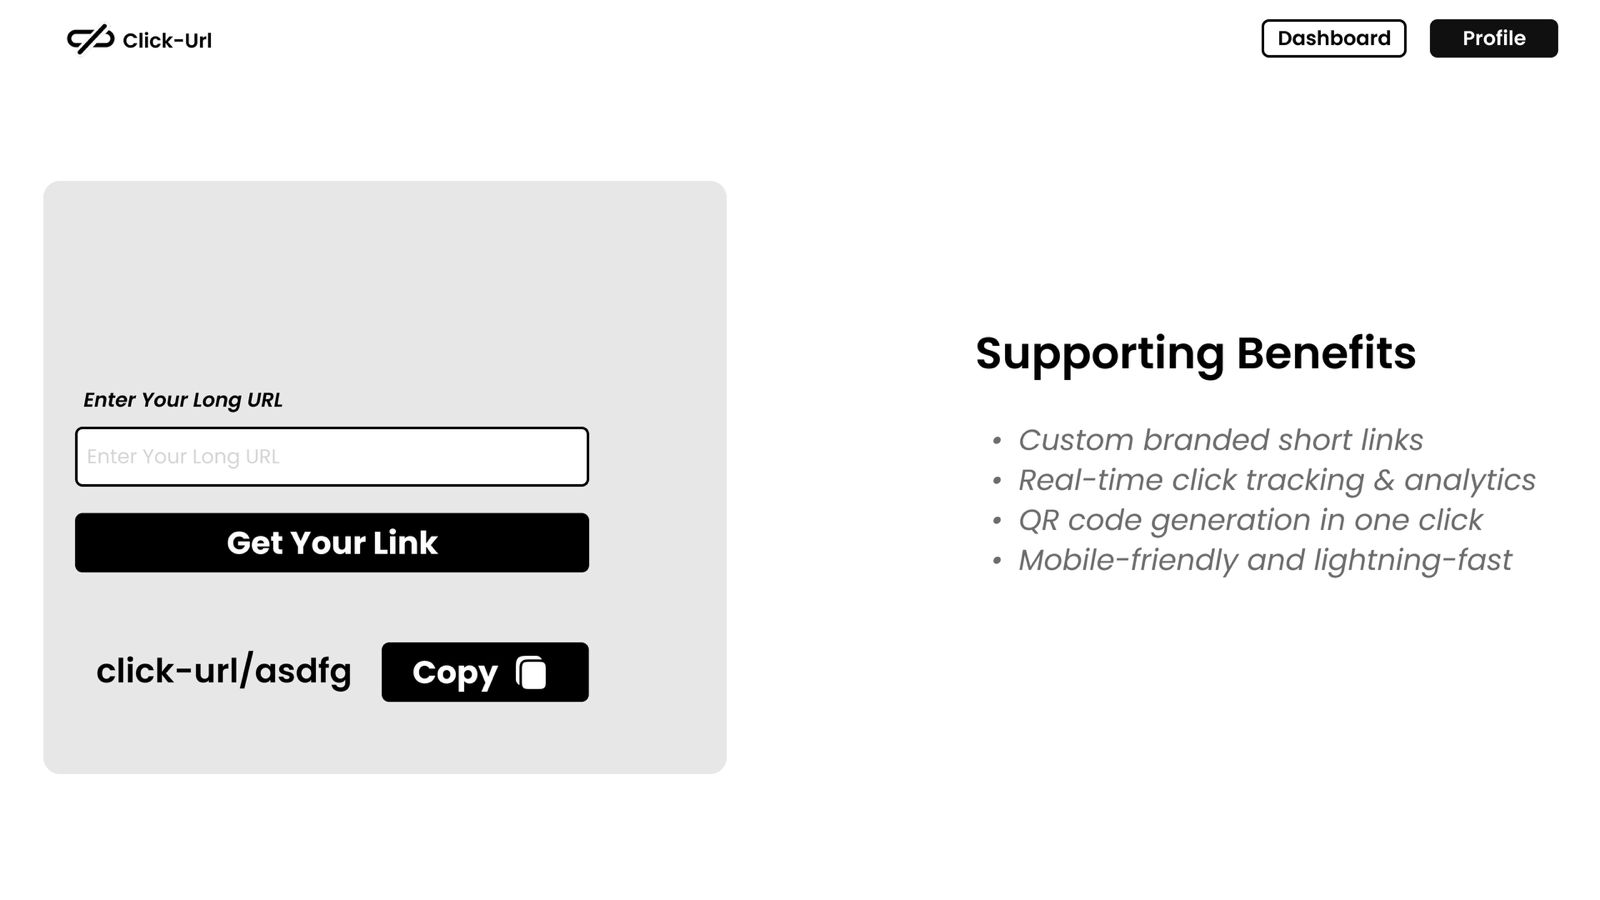 Click-Url
Dashboard
Profile
Enter Your Long URL
Enter Your Long URL
Get Your Link
click-url/asdfg
Copy
Supporting Benefits
• Custom branded short links
• Real-time click tracking & analytics
• QR code generation in one click
• Mobile-friendly and lightning-fast